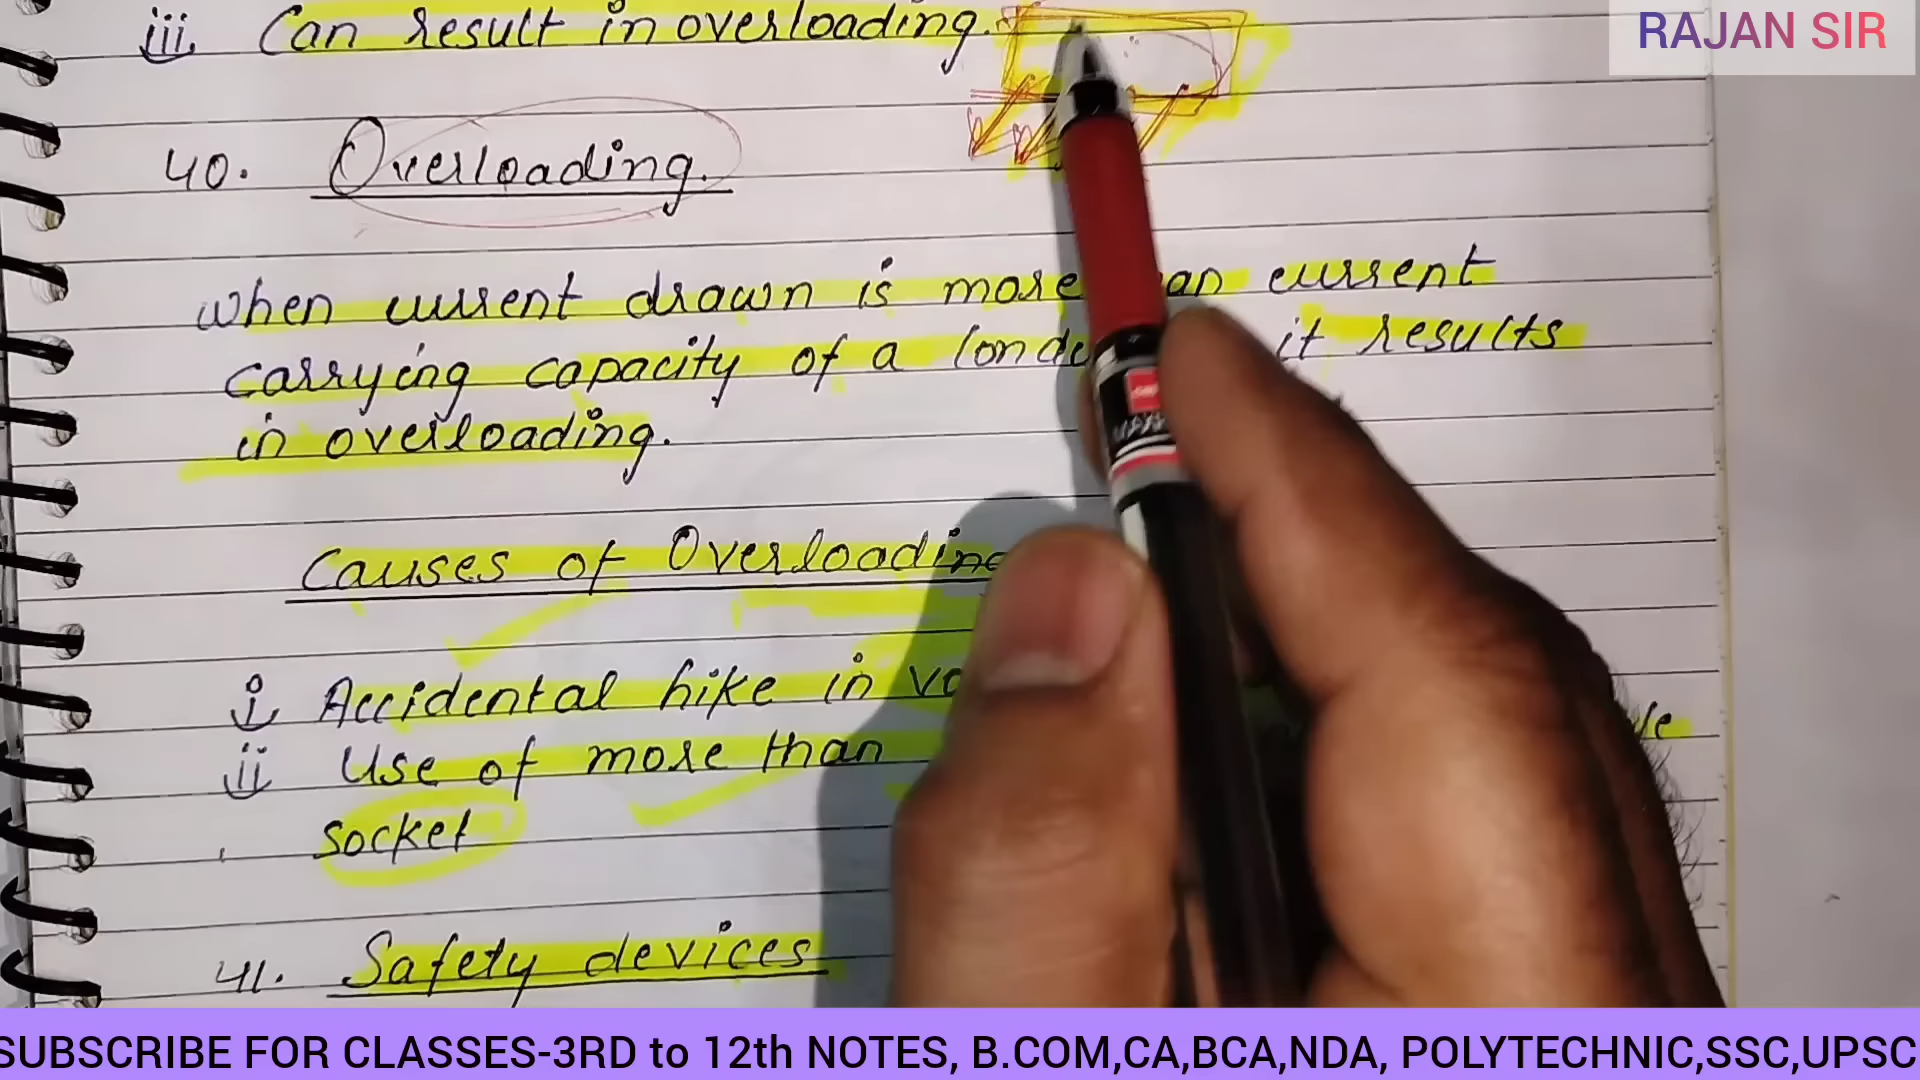 iii Can result in overloading.
RAJAN SIR
40. Overloading.
When current drawn is more an current
carrying capacity of a it results
in overloading.
Causes of Overloading
i Accidental hike in
ii Use of more than
socket
41. Safety devices
SUBSCRIBE FOR CLASSES-3RD to 12th NOTES, B.COM,CA,BCA,NDA, POLYTECHNIC,SSC,UPSC